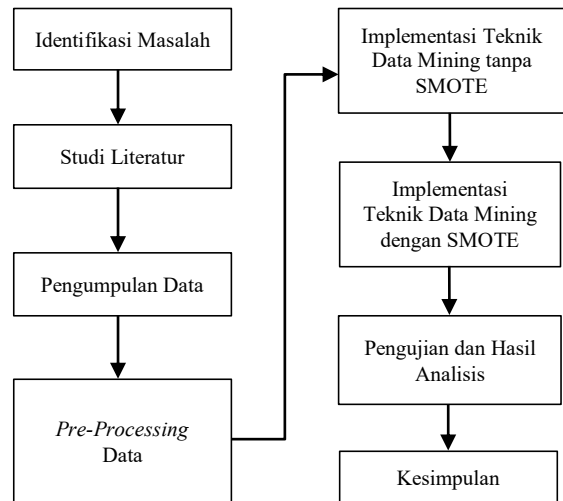 Identifikasi Masalah
Studi Literatur
Pengumpulan Data
Pre-Processing
Data
Implementasi Teknik
Data Mining tanpa
SMOTE
Implementasi
Teknik Data Mining
dengan SMOTE
Pengujian dan Hasil
Analisis
Kesimpulan